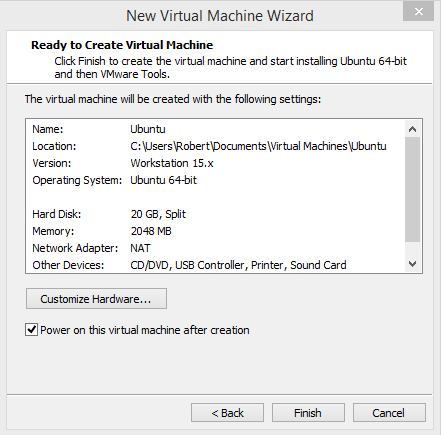 New Virtual Machine Wizard
Ready to Create Virtual Machine
Click Finish to create the virtual machine and start installing Ubuntu 64-bit
and then VMware Tools.
The virtual machine will be created with the following settings:
Name: Ubuntu
Location: C:\Users\Robert\Documents\Virtual Machines\Ubuntu
Version: Workstation 15.x
Operating System: Ubuntu 64-bit
Hard Disk: 20 GB, Split
Memory: 2048 MB
Network Adapter: NAT
Other Devices: CD/DVD, USB Controller, Printer, Sound Card
Customize Hardware...
Power on this virtual machine after creation
< Back Finish Cancel